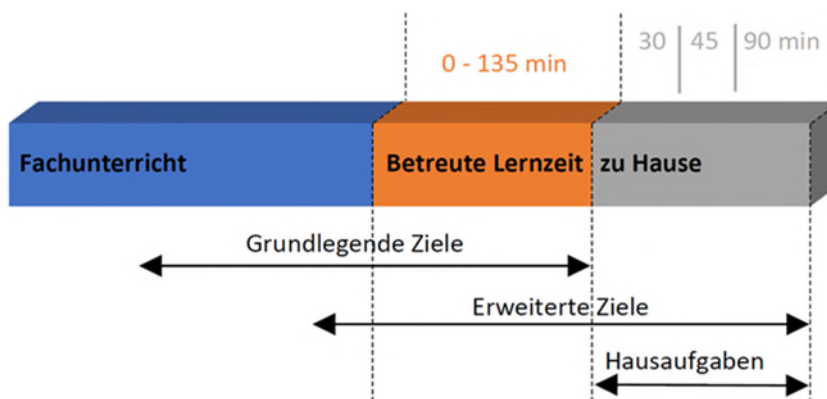 0 - 135 min
30 | 45 | 90 min
Fachunterricht
Betreute Lernzeit
zu Hause
Grundlegende Ziele
Erweiterte Ziele
Hausaufgaben